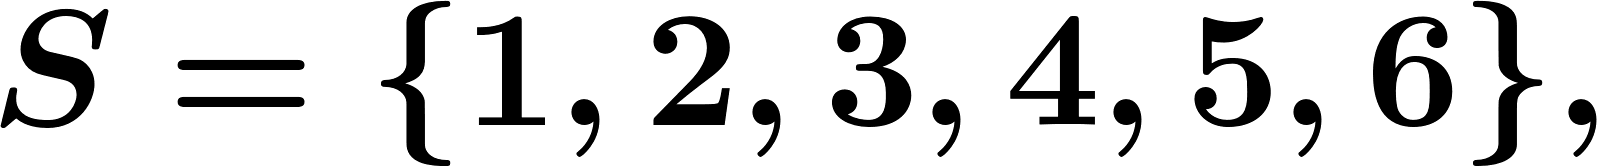 S = {1, 2, 3, 4, 5, 6},